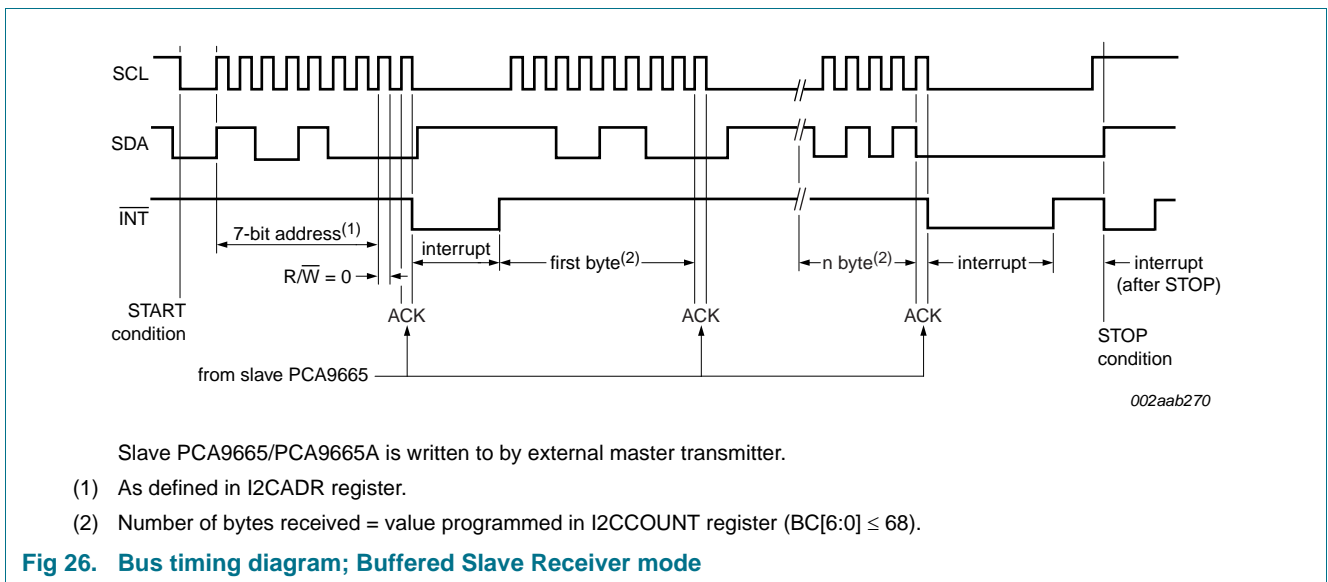 SCL
SDA
INT
7-bit address(1)
interrupt
first byte(2)
n byte(2)
interrupt
interrupt
(after STOP)
R/W = 0
START
condition
ACK
ACK
ACK
STOP
condition
from slave PCA9665
002aab270
Slave PCA9665/PCA9665A is written to by external master transmitter.
(1) As defined in I2CADR register.
(2) Number of bytes received = value programmed in I2CCOUNT register (BC[6:0] ≤ 68).
Fig 26. Bus timing diagram; Buffered Slave Receiver mode